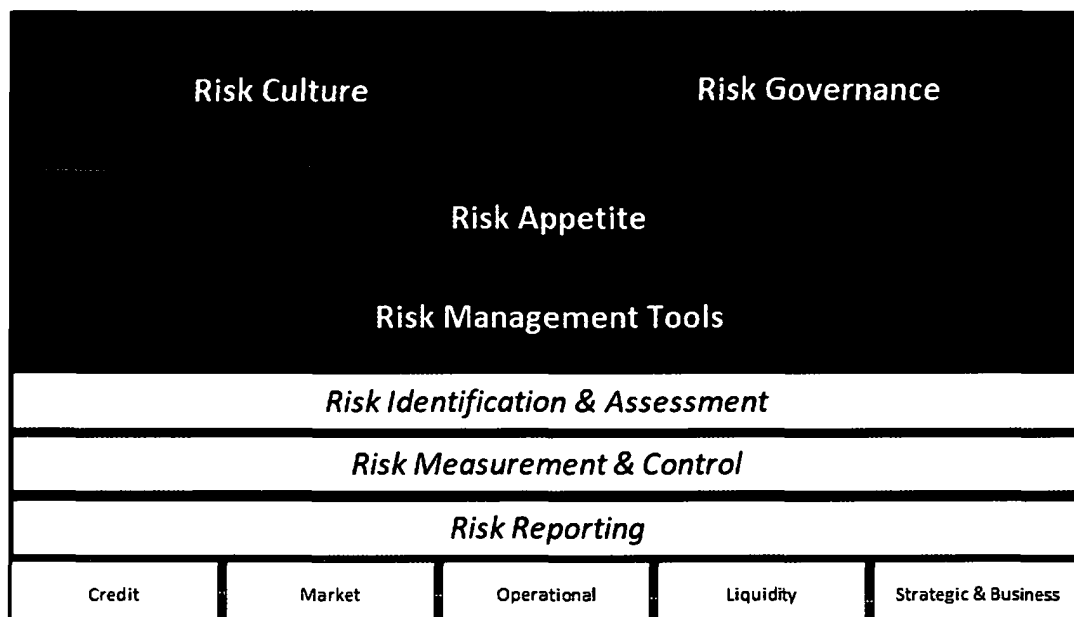 Risk Culture
Risk Governance
Risk Appetite
Risk Management Tools
Risk Identification & Assessment
Risk Measurement & Control
Risk Reporting
Credit
Market
Operational
Liquidity
Strategic & Business